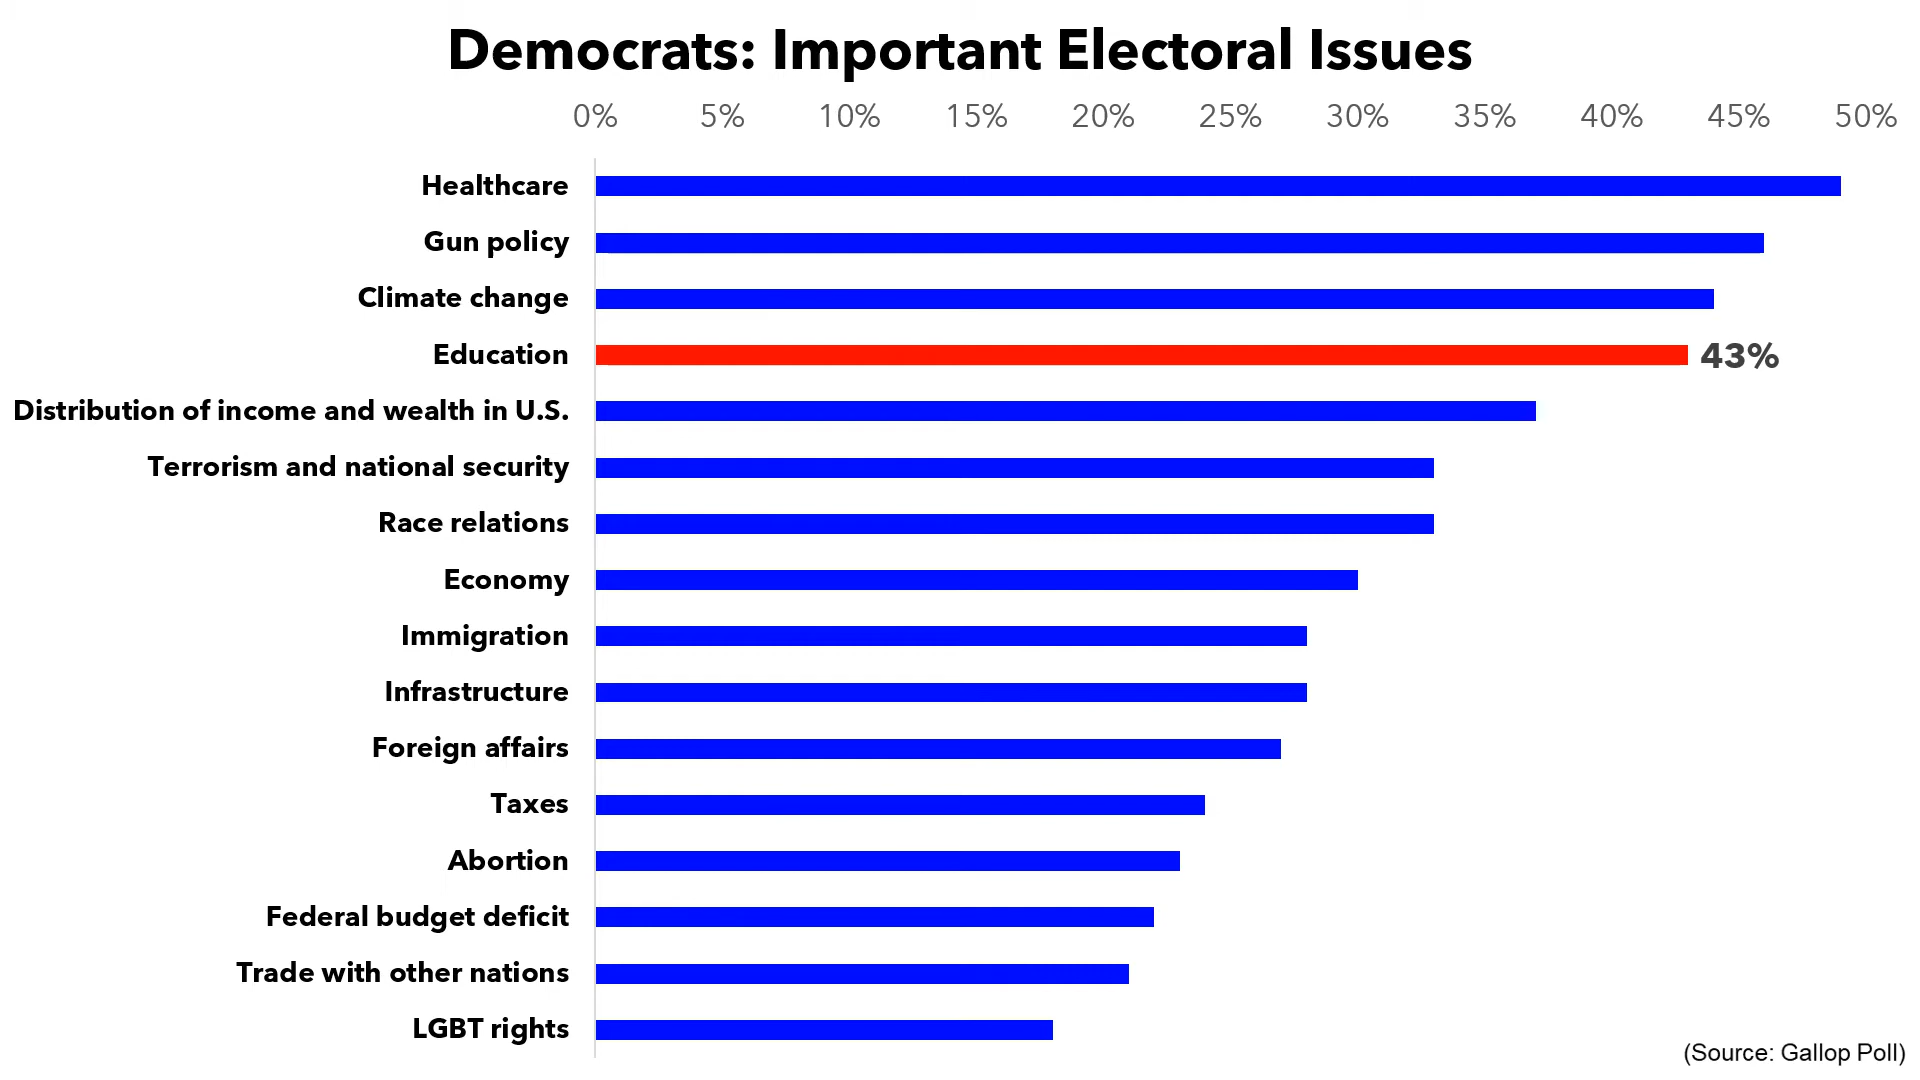 Democrats: Important Electoral Issues
0% 5% 10% 15% 20% 25% 30% 35% 40% 45% 50%
Healthcare
Gun policy
Climate change
Education 43%
Distribution of income and wealth in U.S.
Terrorism and national security
Race relations
Economy
Immigration
Infrastructure
Foreign affairs
Taxes
Abortion
Federal budget deficit
Trade with other nations
LGBT rights
(Source: Gallop Poll)